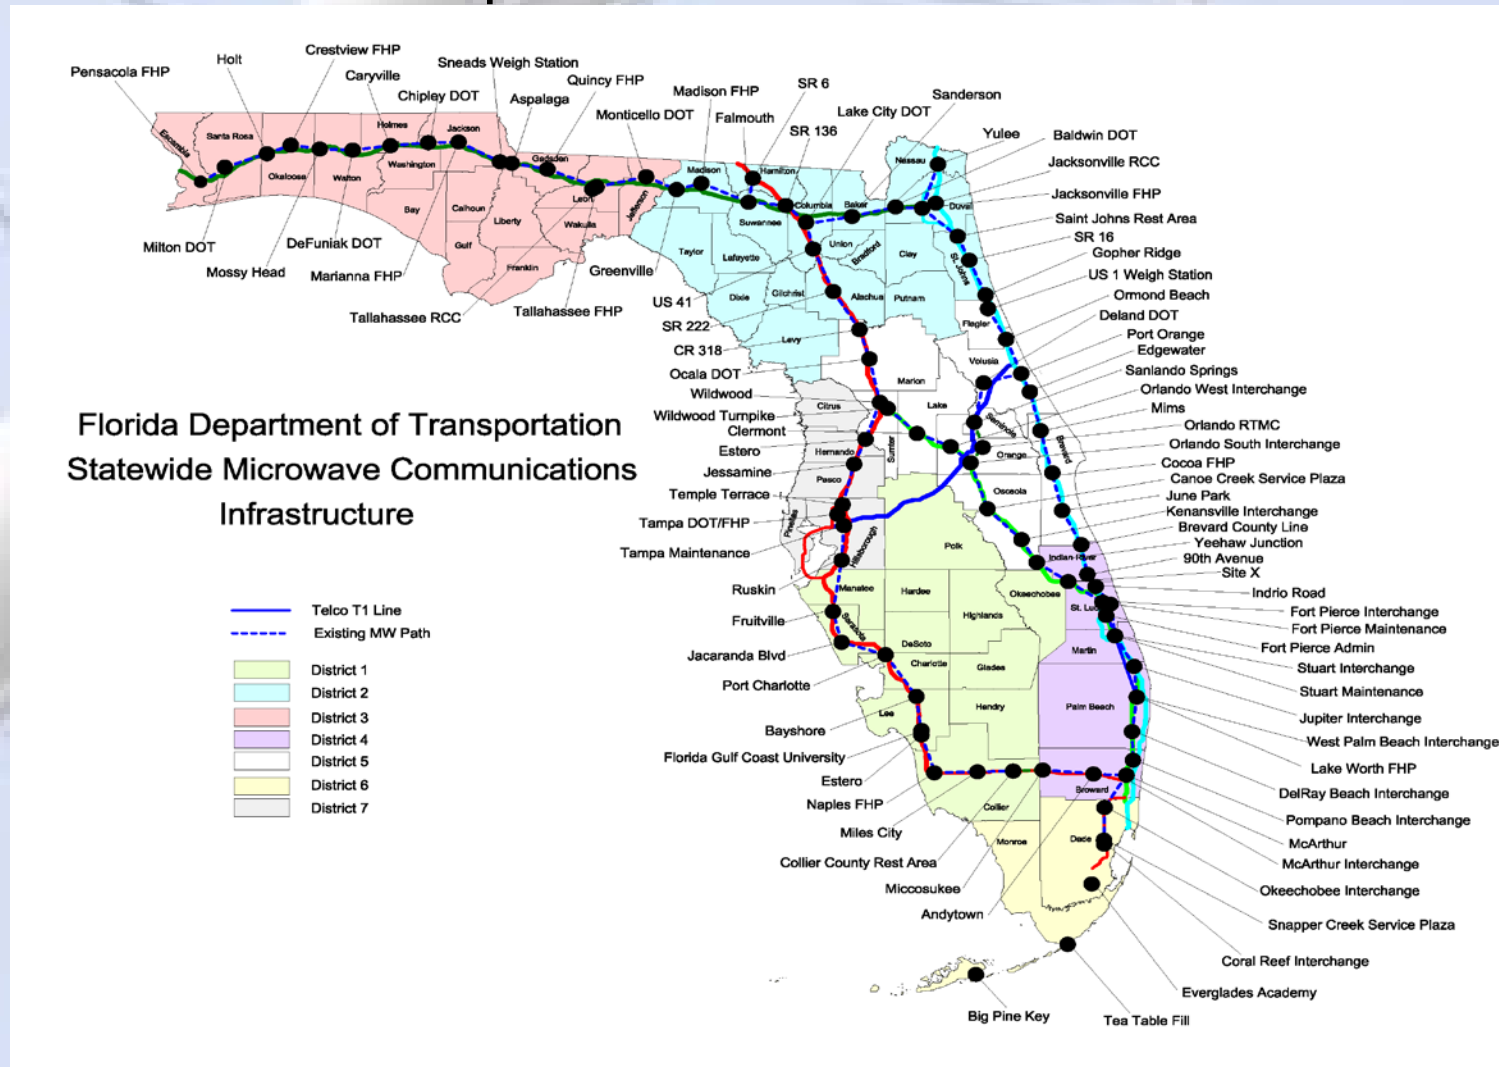 Pensacola FHP
Holt
Crestview FHP
Caryville
Chipley DOT
Sneads Weigh Station
Aspalaga
Quincy FHP
Monticello DOT
Madison FHP
Falmouth
SR 6
SR 136
Lake City DOT
Sanderson
Yulee
Baldwin DOT
Jacksonville RCC
Jacksonville FHP
Saint Johns Rest Area
SR 16
Gopher Ridge
US 1 Weigh Station
Ormond Beach
Deland DOT
Port Orange
Edgewater
Sanlando Springs
Orlando West Interchange
Mims
Orlando RTMC
Orlando South Interchange
Cocoa FHP
Canoe Creek Service Plaza
June Park
Kenansville Interchange
Brevard County Line
Yeehaw Junction
90th Avenue
Site X
Indrio Road
Fort Pierce Interchange
Fort Pierce Maintenance
Fort Pierce Admin
Stuart Interchange
Stuart Maintenance
Jupiter Interchange
West Palm Beach Interchange
Lake Worth FHP
DelRay Beach Interchange
Pompano Beach Interchange
McArthur
McArthur Interchange
Okeechobee Interchange
Snapper Creek Service Plaza
Coral Reef Interchange
Everglades Academy
Tea Table Fill
Big Pine Key
Milton DOT
Mossy Head
DeFuniak DOT
Marianna FHP
Tallahassee RCC
Tallahassee FHP
Greenville
US 41
SR 222
CR 318
Ocala DOT
Wildwood
Wildwood Turnpike
Clermont
Estero
Jessamine
Temple Terrace
Tampa DOT/FHP
Tampa Maintenance
Ruskin
Fruitville
Jacaranda Blvd
Port Charlotte
Bayshore
Florida Gulf Coast University
Estero
Naples FHP
Miles City
Collier County Rest Area
Miccosukee
Andytown
Escambia
Santa Rosa
Okaloosa
Walton
Holmes
Washington
Jackson
Bay
Calhoun
Gulf
Liberty
Franklin
Gadsden
Leon
Wakulla
Jefferson
Madison
Taylor
Hamilton
Suwannee
Lafayette
Dixie
Columbia
Gilchrist
Levy
Baker
Union
Bradford
Alachua
Nassau
Duval
Clay
Putnam
St. Johns
Flagler
Volusia
Marion
Lake
Citrus
Sumter
Hernando
Pasco
Pinellas
Hillsborough
Seminole
Orange
Brevard
Osceola
Polk
Indian River
Manatee
Hardee
Highlands
Okeechobee
St. Luc
Sarasota
DeSoto
Martin
Charlotte
Glades
Lee
Hendry
Palm Beach
Collier
Broward
Monroe
Dade
Florida Department of Transportation
Statewide Microwave Communications
Infrastructure
Telco T1 Line
Existing MW Path
District 1
District 2
District 3
District 4
District 5
District 6
District 7